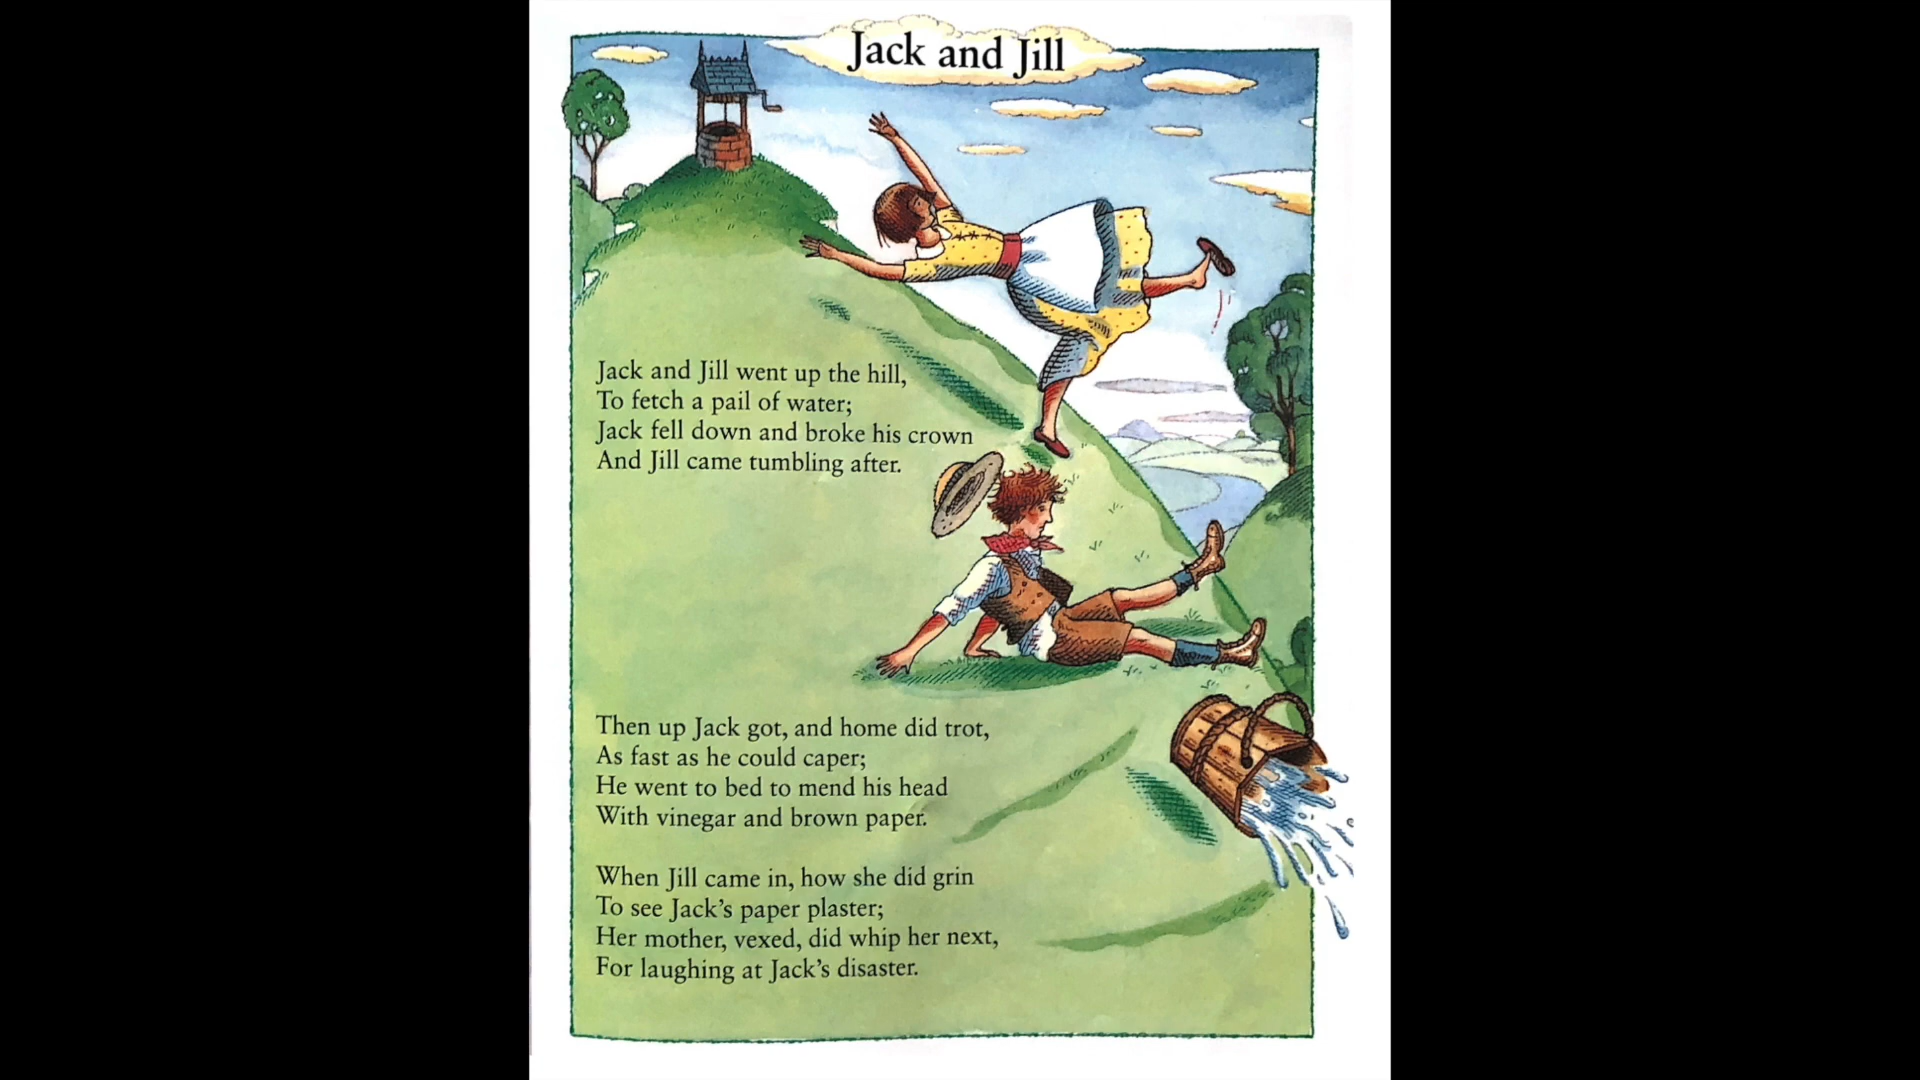 Jack and Jill
Jack and Jill went up the hill,
To fetch a pail of water;
Jack fell down and broke his crown
And Jill came tumbling after.
Then up Jack got, and home did trot,
As fast as he could caper;
He went to bed to mend his head
With vinegar and brown paper.
When Jill came in, how she did grin
To see Jack’s paper plaster;
Her mother, vexed, did whip her next,
For laughing at Jack’s disaster.